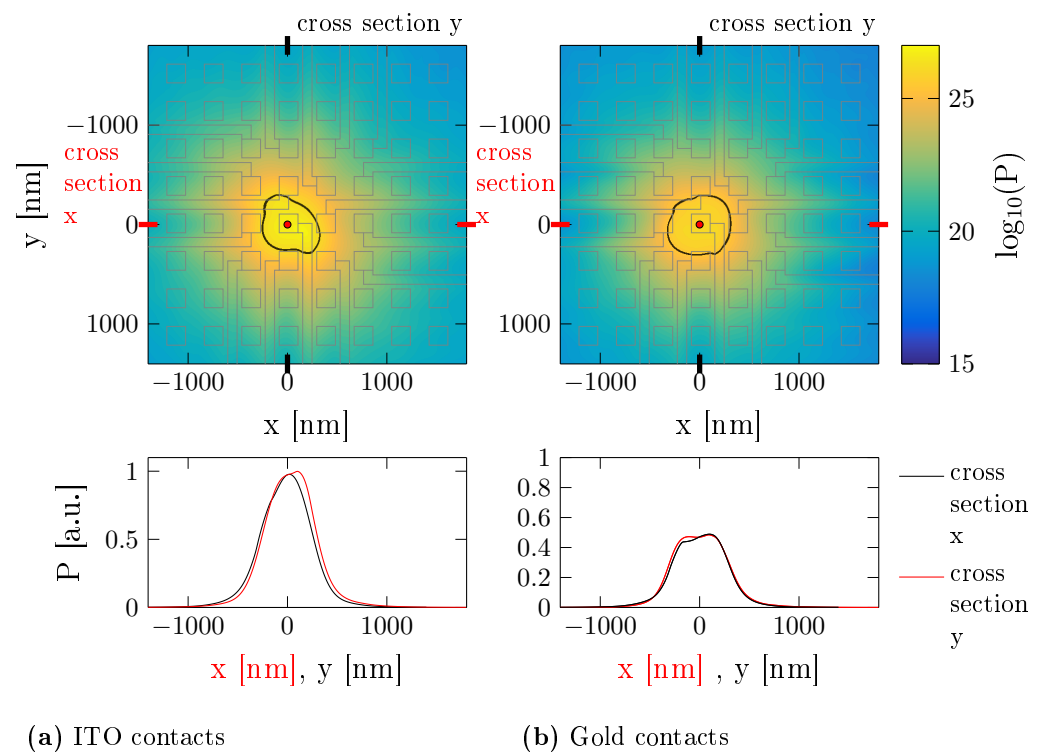 cross section y
cross section y
−1000
cross
section
x
0
1000
y [nm]
−1000
0
1000
x [nm]
−1000
cross
section
x
0
1000
−1000
0
1000
x [nm]
25
20
15
log10(P)
1
0.5
0
P [a.u.]
−1000
0
1000
x [nm], y [nm]
1
0.8
0.6
0.4
0.2
0
−1000
0
1000
x [nm] , y [nm]
cross
section
x
cross
section
y
(a) ITO contacts
(b) Gold contacts